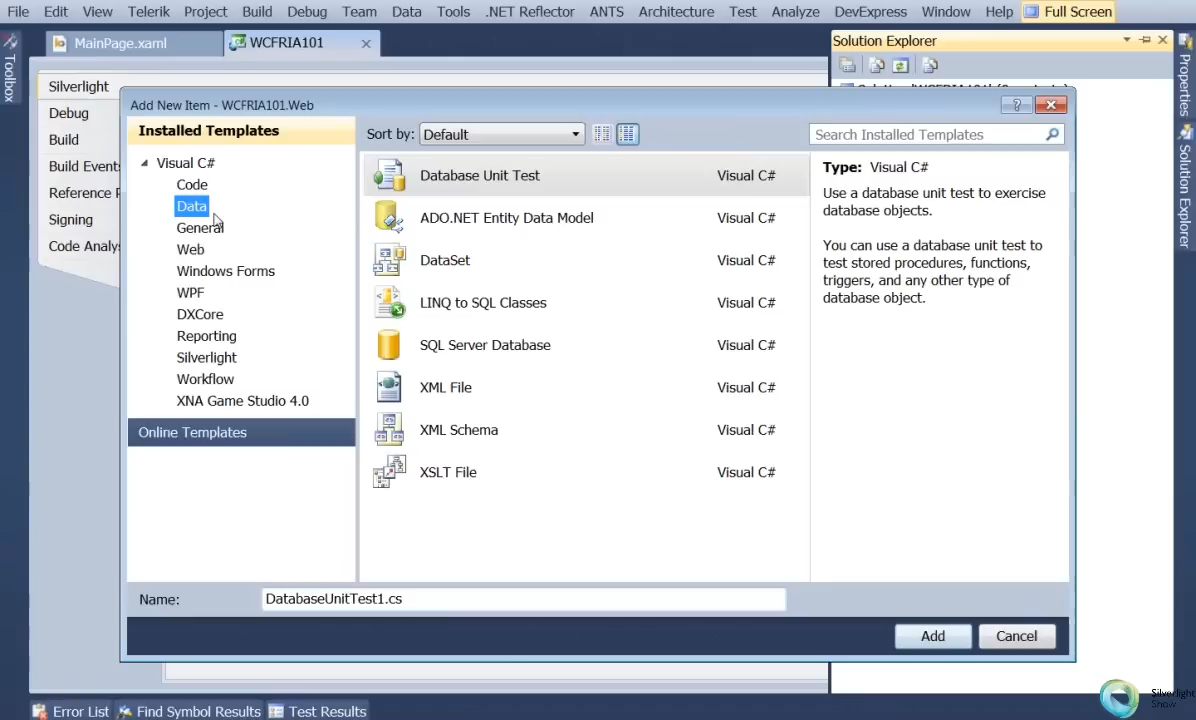 File Edit View Telerik Project Build Debug Team Data Tools .NET Reflector ANTS Architecture Test Analyze DevExpress Window Help Full Screen
MainPage.xaml
WCFRIA101
Solution Explorer
Toolbox
Properties
Solution Explorer
Silverlight
Debug
Build
Build Events
Reference P
Signing
Code Analys
Add New Item - WCFRIA101.Web
Installed Templates
Sort by: Default
Search Installed Templates
Visual C#
Code
Data
General
Web
Windows Forms
WPF
DXCore
Reporting
Silverlight
Workflow
XNA Game Studio 4.0
Online Templates
Database Unit Test Visual C#
ADO.NET Entity Data Model Visual C#
DataSet Visual C#
LINQ to SQL Classes Visual C#
SQL Server Database Visual C#
XML File Visual C#
XML Schema Visual C#
XSLT File Visual C#
Type: Visual C#
Use a database unit test to exercise
database objects.
You can use a database unit test to
test stored procedures, functions,
triggers, and any other type of
database object.
Name: DatabaseUnitTest1.cs
Add
Cancel
Error List Find Symbol Results Test Results
Silverlight
Show